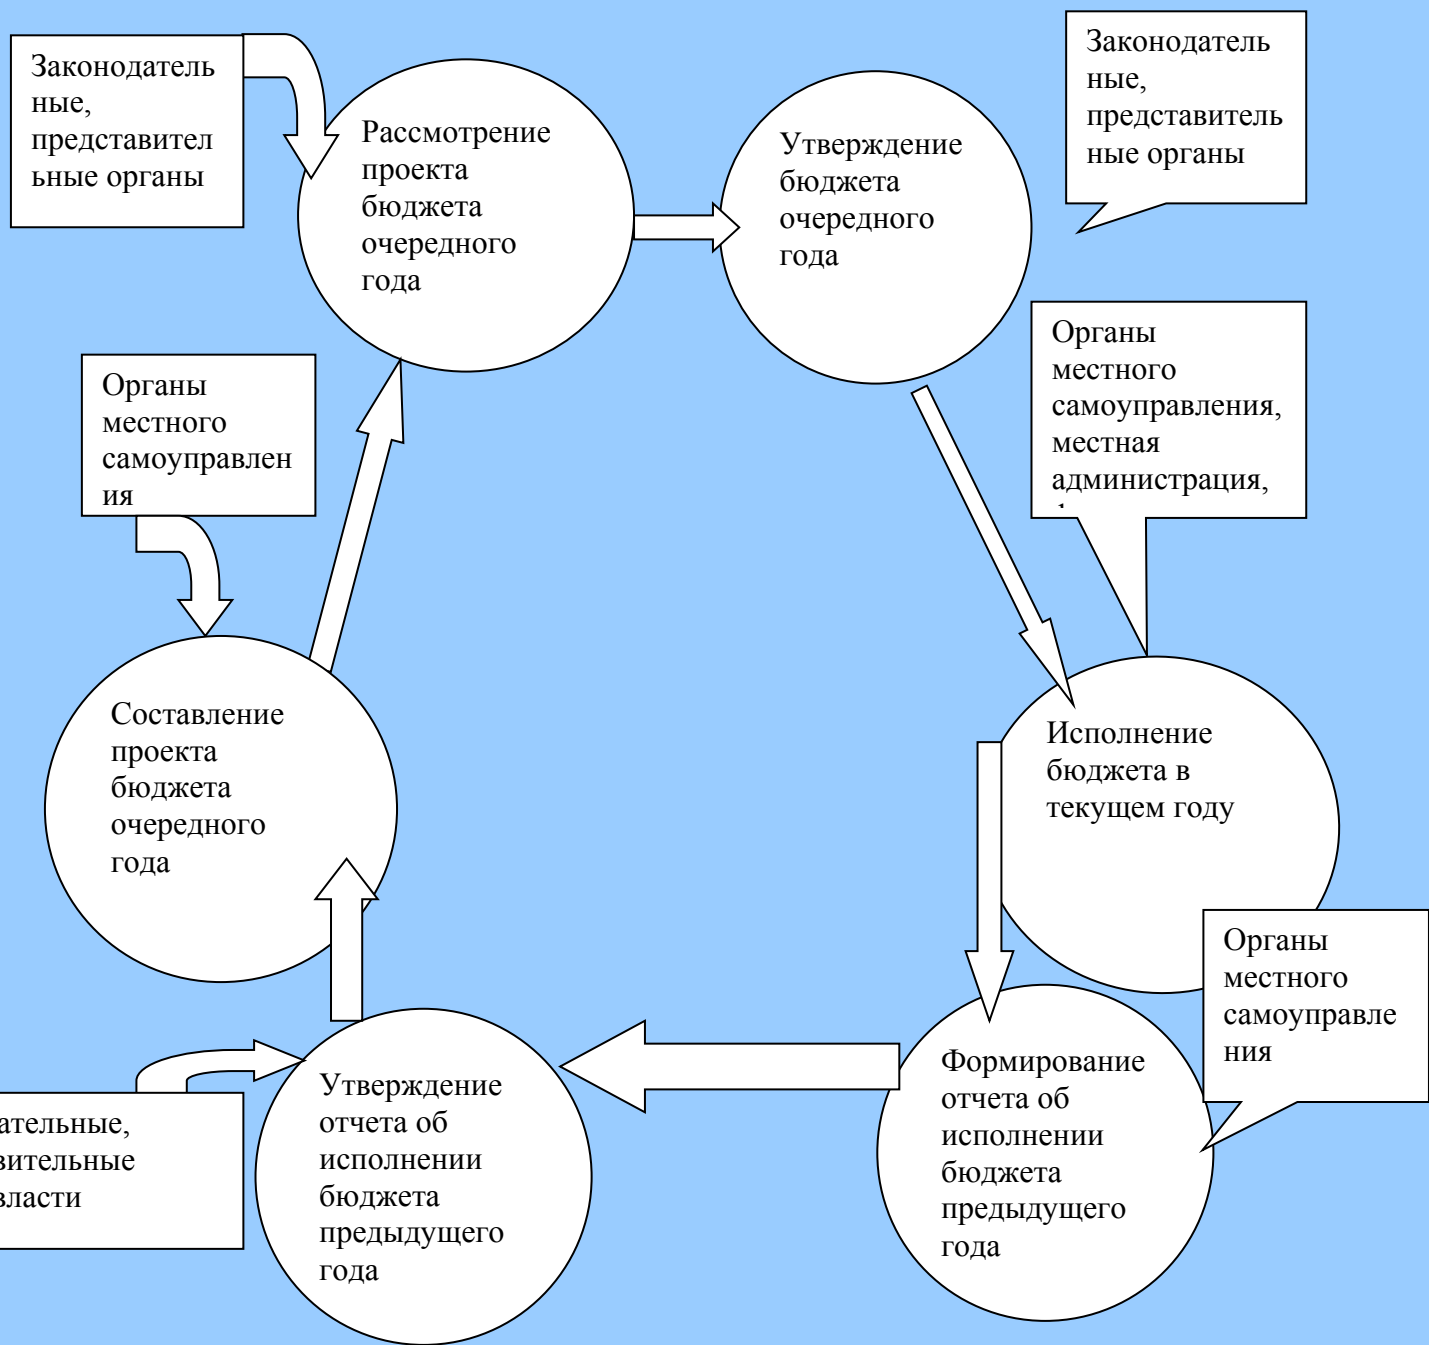 Законодатель
ные,
представител
ьные органы
Рассмотрение
проекта
бюджета
очередного
года
Утверждение
бюджета
очередного
года
Законодатель
ные,
представитель
ные органы
Органы
местного
самоуправлен
ия
Органы
местного
самоуправления,
местная
администрация,
Составление
проекта
бюджета
очередного
года
Исполнение
бюджета в
текущем году
Органы
местного
самоуправле
ния
Утверждение
отчета об
исполнении
бюджета
предыдущего
года
Формирование
отчета об
исполнении
бюджета
предыдущего
года
ательные,
вительные
власти